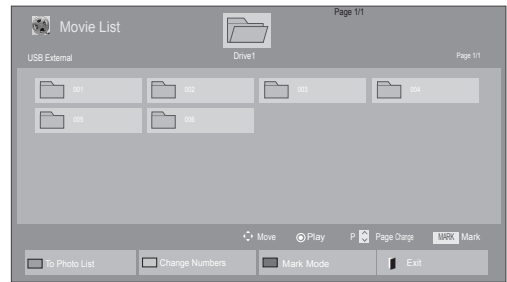 Page 1/1
Movie List
USB External
Drive1
Page 1/1
001 002 003 004
005 006
Move Play P Page Change MARK Mark
To Photo List Change Numbers Mark Mode Exit